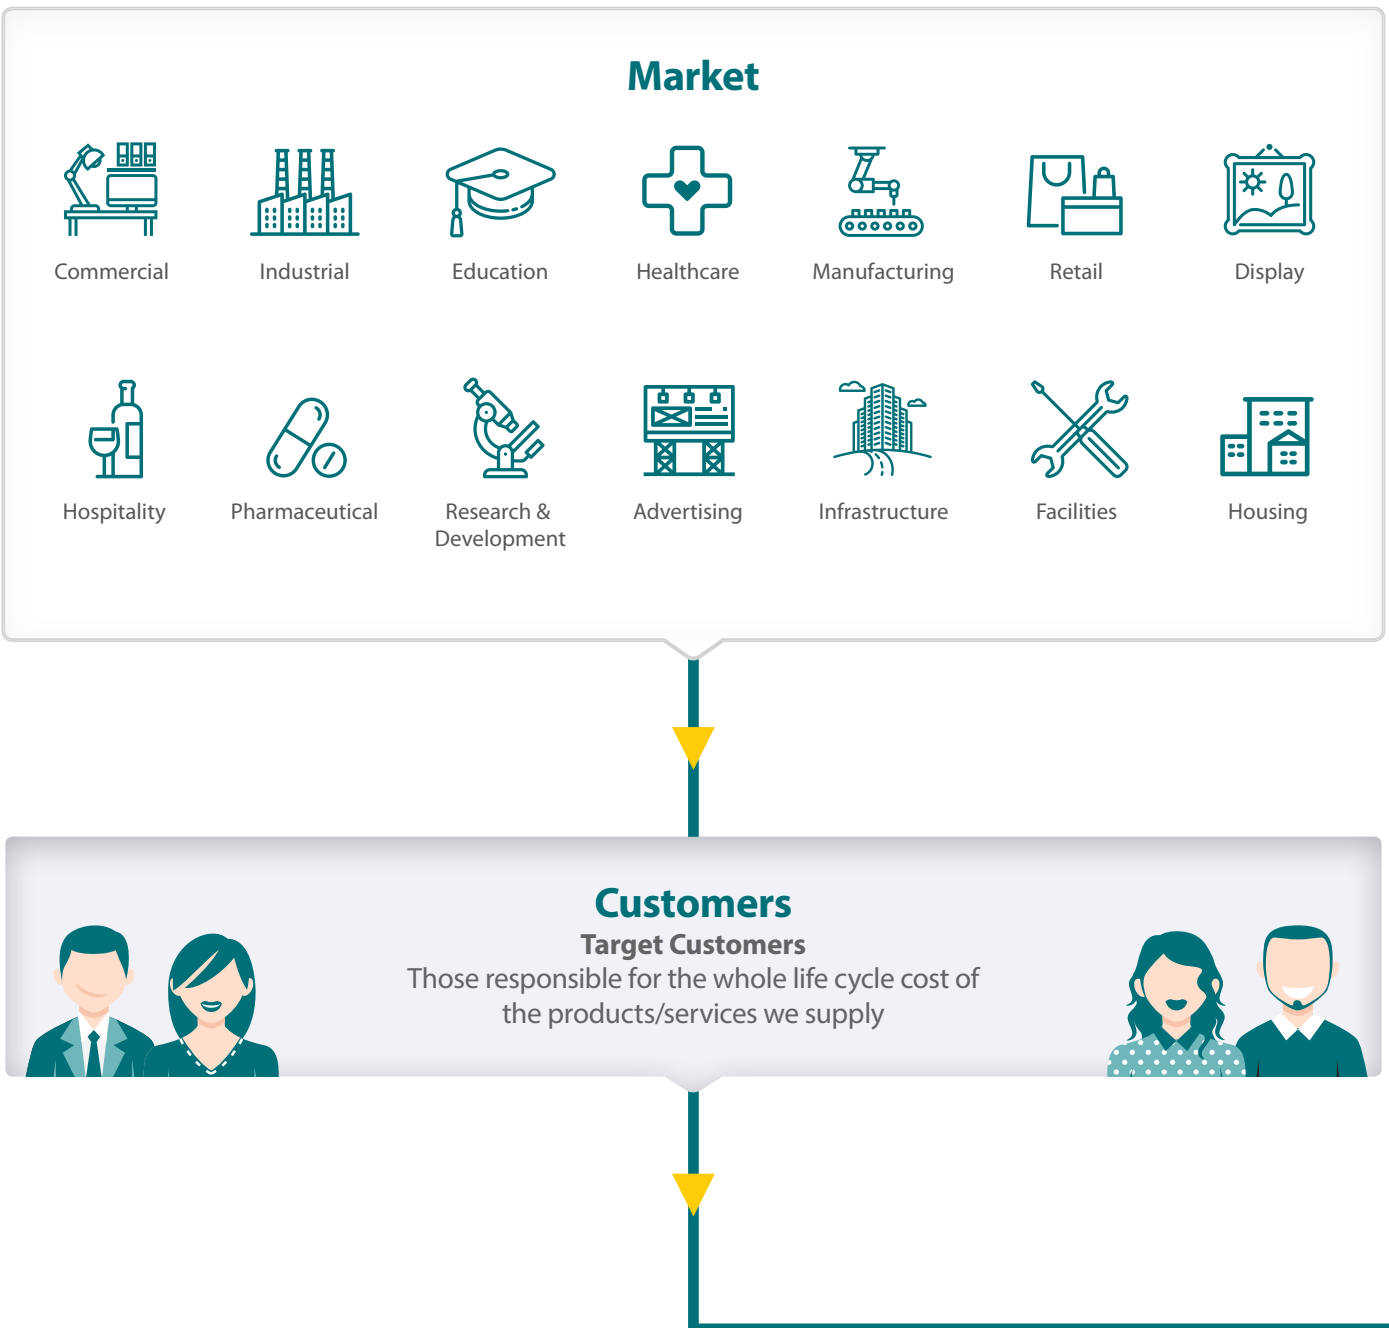 Market
Commercial
Industrial
Education
Healthcare
Manufacturing
Retail
Display
Hospitality
Pharmaceutical
Research &
Development
Advertising
Infrastructure
Facilities
Housing
Customers
Target Customers
Those responsible for the whole life cycle cost of
the products/services we supply